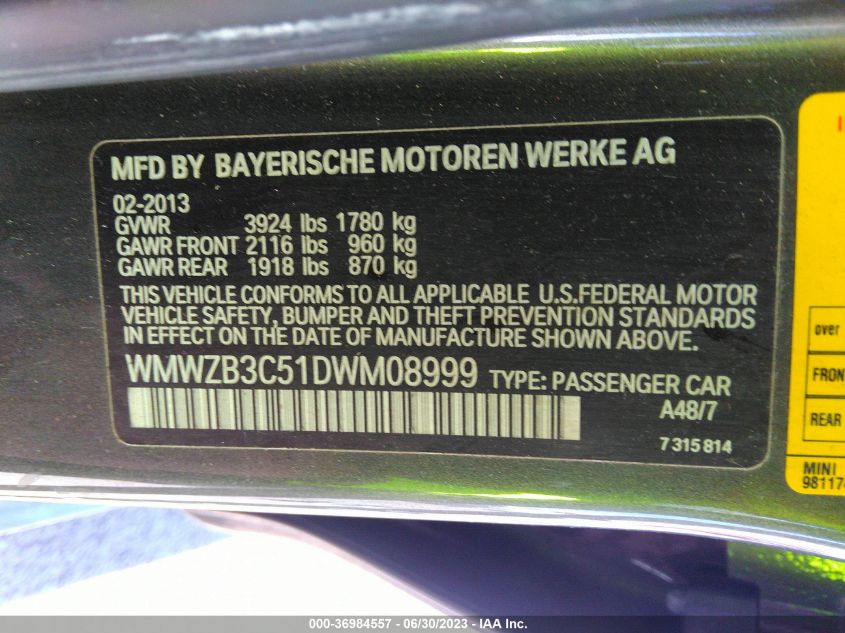 MFD BY BAYERISCHE MOTOREN WERKE AG
02-2013
GVWR 3924 lbs 1780 kg
GAWR FRONT 2116 lbs 960 kg
GAWR REAR 1918 lbs 870 kg
THIS VEHICLE CONFORMS TO ALL APPLICABLE U.S.FEDERAL MOTOR
VEHICLE SAFETY, BUMPER AND THEFT PREVENTION STANDARDS
IN EFFECT ON THE DATE OF MANUFACTURE SHOWN ABOVE.
WMWZB3C51DWM08999 TYPE: PASSENGER CAR
A48/7
7315814
over
FRON
REAR
MINI
98117
000-36984557 - 06/30/2023 - IAA Inc.